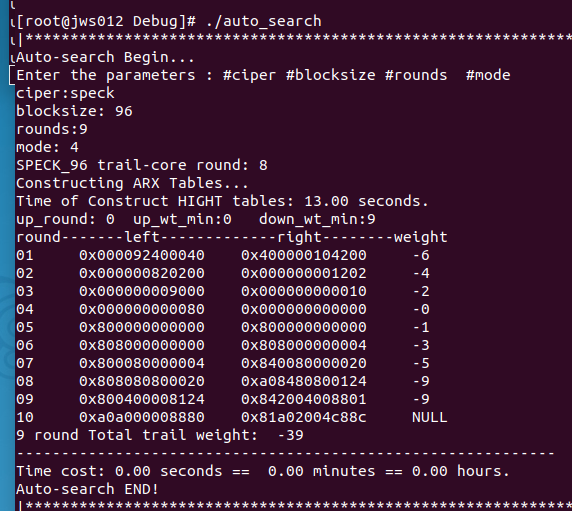 [root@jws012 Debug]# ./auto_search
|*******************************************************
Auto-search Begin...
Enter the parameters : #ciper #blocksize #rounds  #mode
ciper:speck
blocksize: 96
rounds:9
mode: 4
SPECK_96 trail-core round: 8
Constructing ARX Tables...
Time of Construct HIGHT tables: 13.00 seconds.
up_round: 0  up_wt_min:0   down_wt_min:9
round-------left-------------right--------weight
01     0x000092400040    0x400000104200     -6
02     0x000000820200    0x000000001202     -4
03     0x000000009000    0x000000000010     -2
04     0x000000000080    0x000000000000     -0
05     0x800000000000    0x800000000000     -1
06     0x808000000000    0x808000000004     -3
07     0x800080000004    0x840080000020     -5
08     0x808080800020    0xa08480800124     -9
09     0x800400008124    0x842004008801     -9
10     0xa0a000008880    0x81a02004c88c     NULL
9 round Total trail weight:  -39
---------------------------------------------------------
Time cost: 0.00 seconds ==  0.00 minutes == 0.00 hours.
Auto-search END!
|*******************************************************